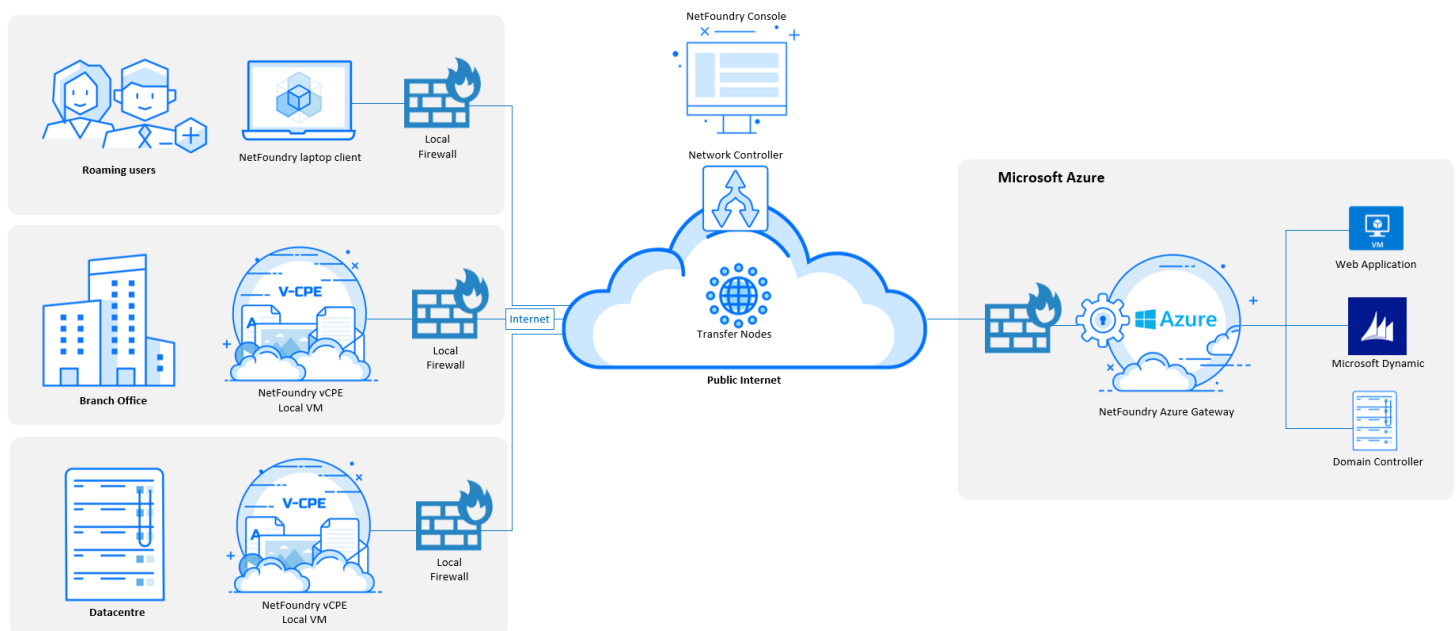 NetFoundry Console
Network Controller
Transfer Nodes
Public Internet
NetFoundry laptop client
Local
Firewall
Roaming users
V-CPE
A
Internet
Local
Firewall
NetFoundry vCPE
Local VM
Branch Office
V-CPE
A
Local
Firewall
NetFoundry vCPE
Local VM
Datacentre
Microsoft Azure
Azure
NetFoundry Azure Gateway
VM
Web Application
Microsoft Dynamic
Domain Controller